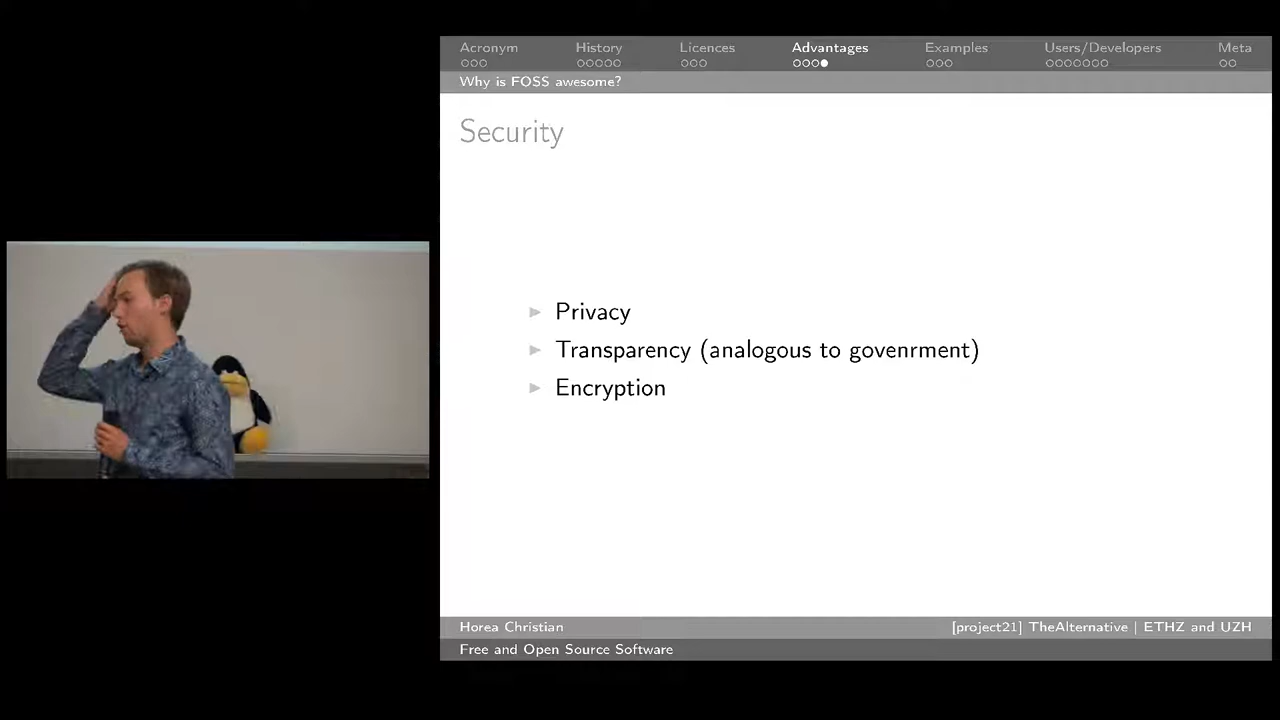 Acronym History Licences Advantages Examples Users/Developers Meta
Why is FOSS awesome?
Security
Privacy
Transparency (analogous to govenrment)
Encryption
Horea Christian [project21] TheAlternative | ETHZ and UZH
Free and Open Source Software